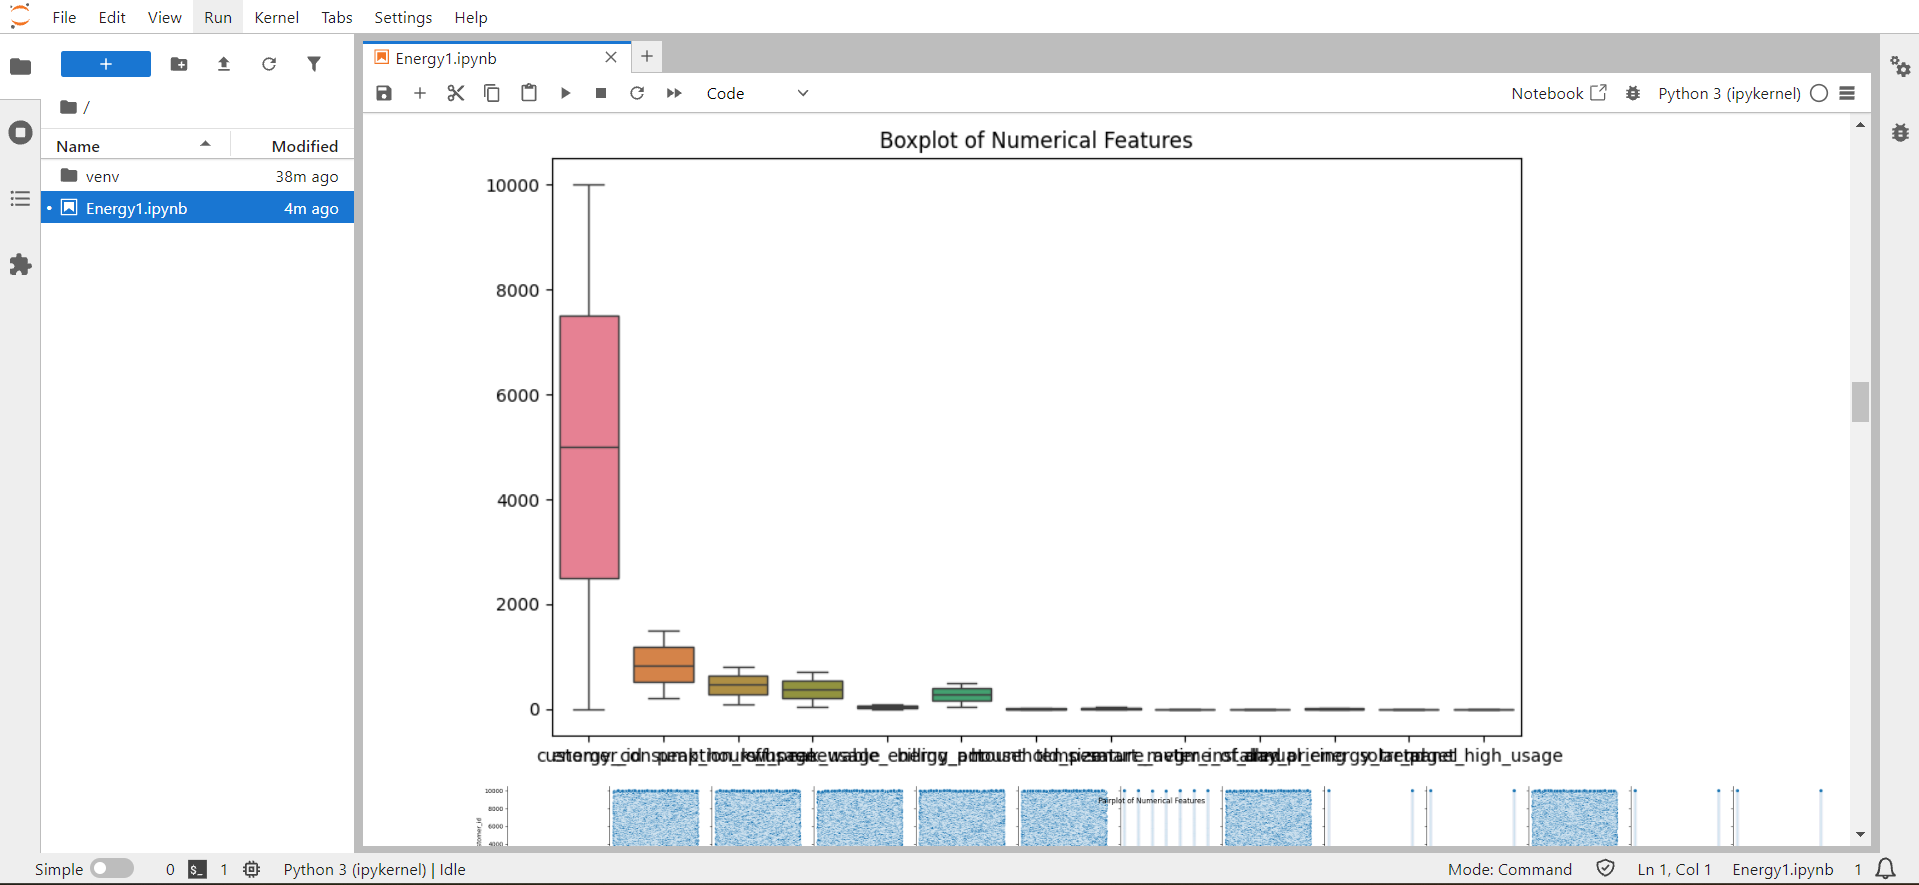 File Edit View Run Kernel Tabs Settings Help
Energy1.ipynb
Code
Notebook
Python 3 (ipykernel)
/
Name Modified
venv 38m ago
Energy1.ipynb 4m ago
Boxplot of Numerical Features
10000
8000
6000
4000
2000
0
customer_id
high_usage
Pairplot of Numerical Features
10000
8000
6000
4000
Simple 0 $_ 1 Python 3 (ipykernel) | Idle
Mode: Command Ln 1, Col 1 Energy1.ipynb 1